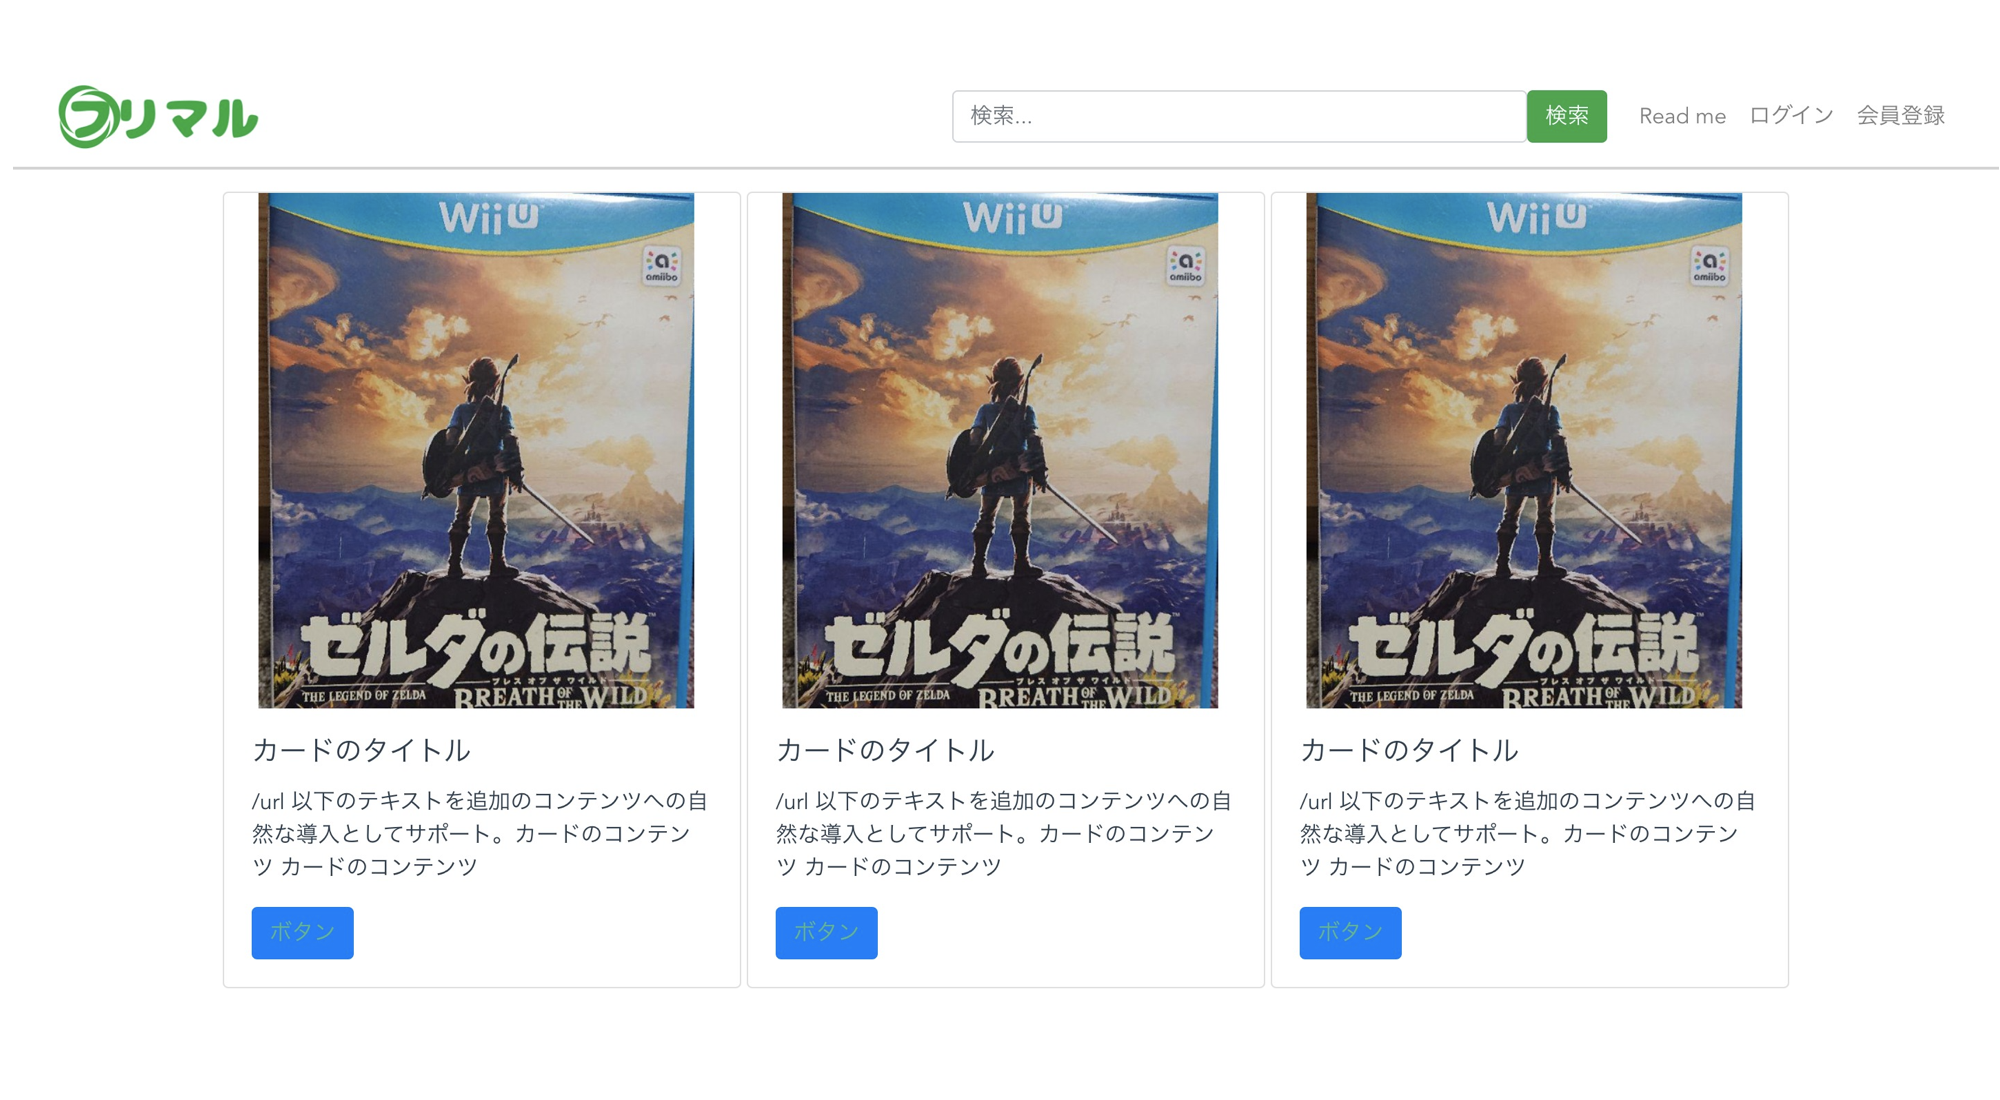 フリマル
検索...
検索
Read me
ログイン
会員登録
Wii U
amiibo
ゼルダの伝説
ブレス オブ ザ ワイルド
THE LEGEND OF ZELDA
BREATH OF THE WILD
カードのタイトル
/url 以下のテキストを追加のコンテンツへの自
然な導入としてサポート。カードのコンテン
ツ カードのコンテンツ
ボタン
Wii U
amiibo
ゼルダの伝説
ブレス オブ ザ ワイルド
THE LEGEND OF ZELDA
BREATH OF THE WILD
カードのタイトル
/url 以下のテキストを追加のコンテンツへの自
然な導入としてサポート。カードのコンテン
ツ カードのコンテンツ
ボタン
Wii U
amiibo
ゼルダの伝説
ブレス オブ ザ ワイルド
THE LEGEND OF ZELDA
BREATH OF THE WILD
カードのタイトル
/url 以下のテキストを追加のコンテンツへの自
然な導入としてサポート。カードのコンテン
ツ カードのコンテンツ
ボタン